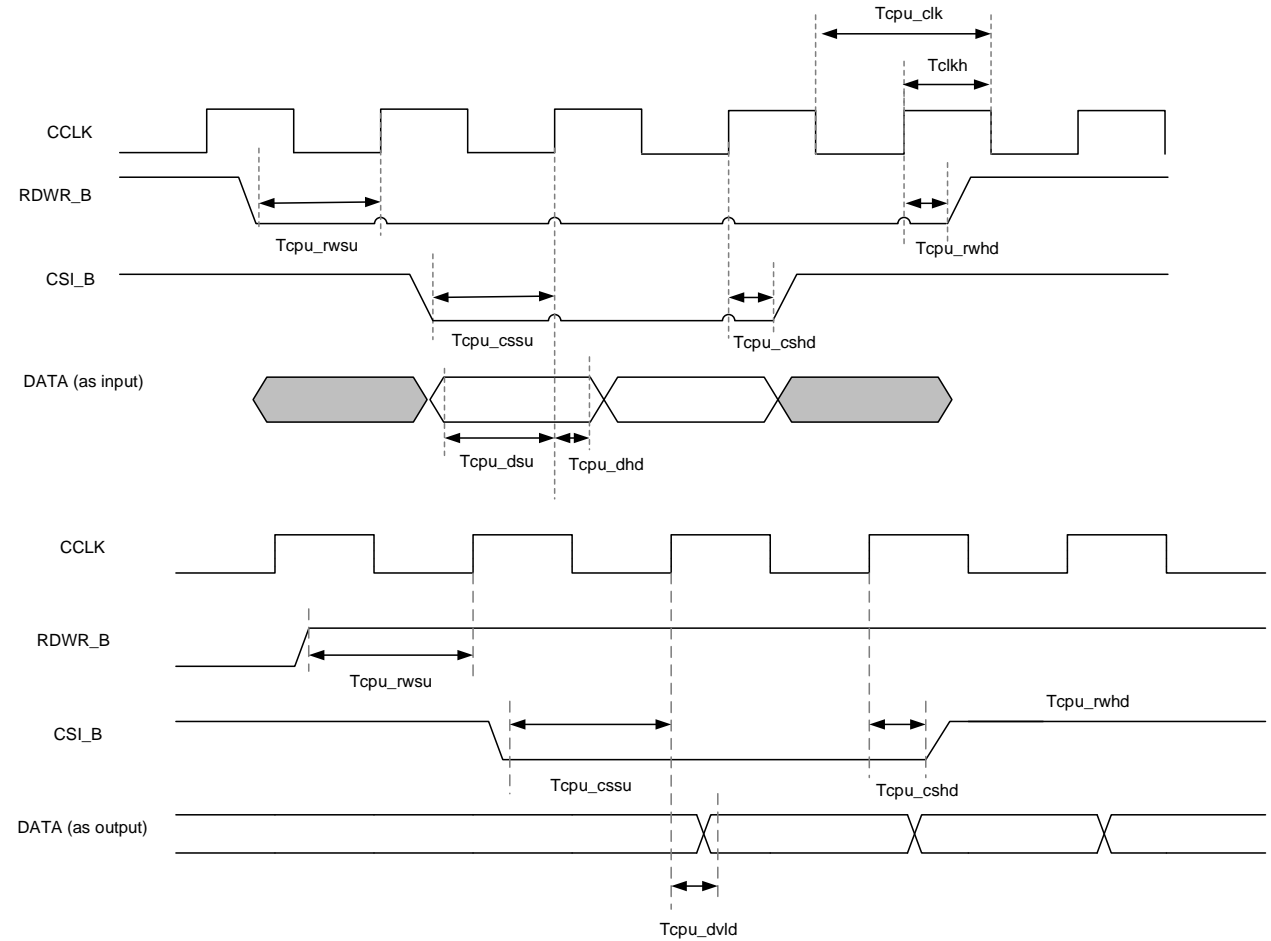 Tcpu_clk
Tclkh
CCLK
RDWR_B
Tcpu_rwsu
Tcpu_rwhd
CSI_B
Tcpu_cssu
Tcpu_cshd
DATA (as input)
Tcpu_dsu
Tcpu_dhd
CCLK
RDWR_B
Tcpu_rwsu
Tcpu_rwhd
CSI_B
Tcpu_cssu
Tcpu_cshd
DATA (as output)
Tcpu_dvld